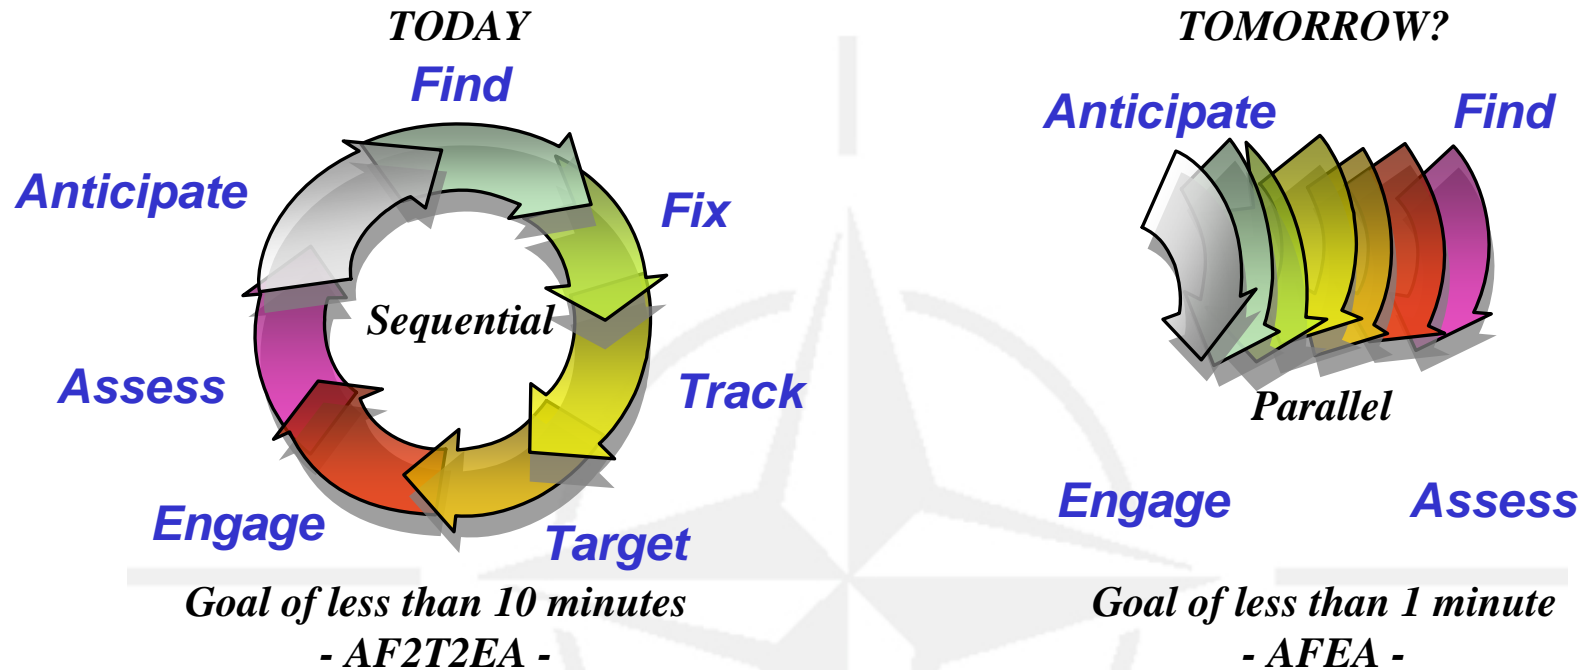 TODAY
Find
Anticipate
Fix
Sequential
Assess
Track
Engage
Target
Goal of less than 10 minutes
- AF2T2EA -
TOMORROW?
Anticipate
Find
Parallel
Engage
Assess
Goal of less than 1 minute
- AFEA -